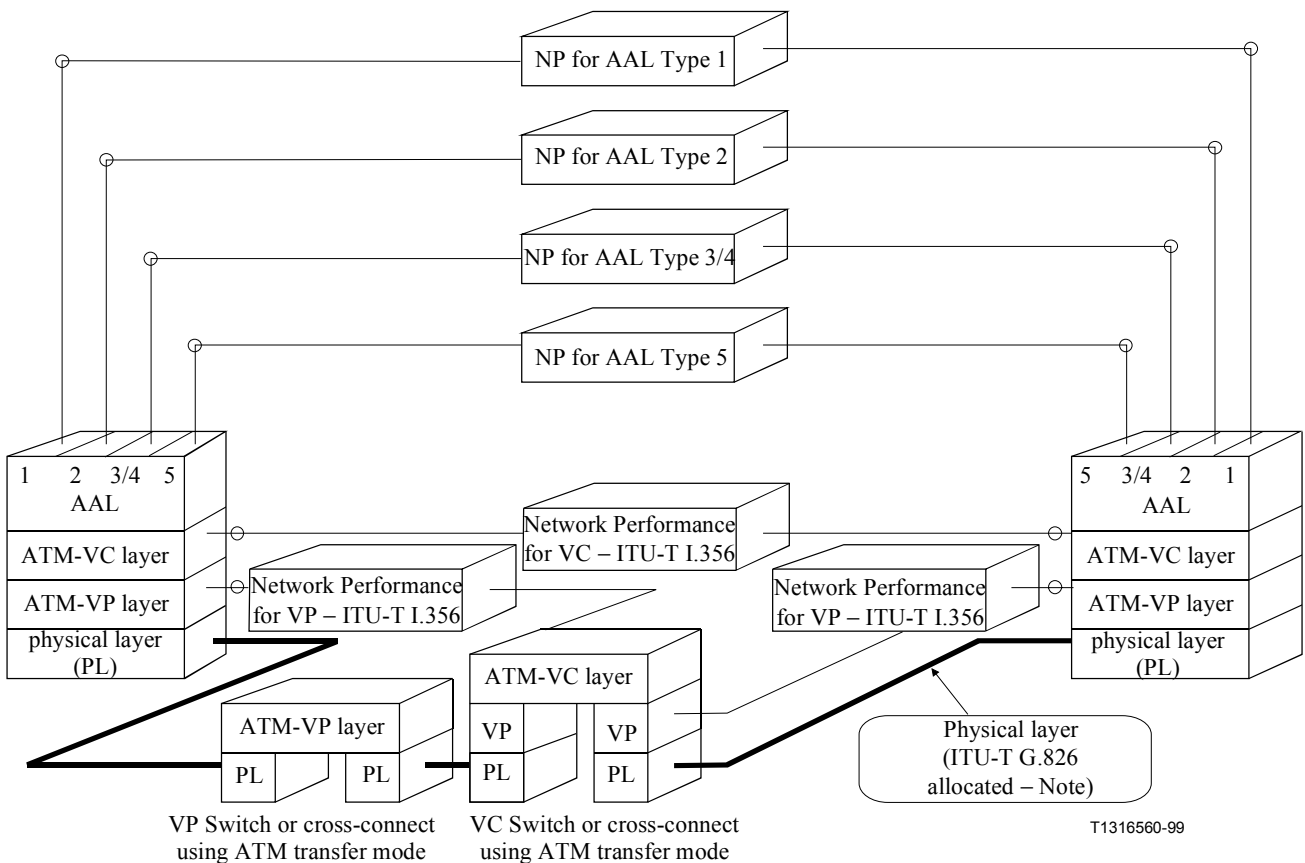 NP for AAL Type 1
NP for AAL Type 2
NP for AAL Type 3/4
NP for AAL Type 5
1 2 3/4 5
AAL
ATM-VC layer
ATM-VP layer
physical layer
(PL)
Network Performance
for VC – ITU-T I.356
Network Performance
for VP – ITU-T I.356
Network Performance
for VP – ITU-T I.356
5 3/4 2 1
AAL
ATM-VC layer
ATM-VP layer
physical layer
(PL)
ATM-VP layer
PL PL
ATM-VC layer
VP VP
PL PL
Physical layer
(ITU-T G.826
allocated – Note)
VP Switch or cross-connect
using ATM transfer mode
VC Switch or cross-connect
using ATM transfer mode
T1316560-99